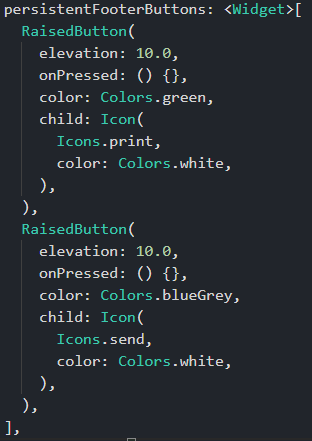 persistentFooterButtons: <Widget>[
  RaisedButton(
    elevation: 10.0,
    onPressed: () {},
    color: Colors.green,
    child: Icon(
      Icons.print,
      color: Colors.white,
    ),
  ),
  RaisedButton(
    elevation: 10.0,
    onPressed: () {},
    color: Colors.blueGrey,
    child: Icon(
      Icons.send,
      color: Colors.white,
    ),
  ),
],